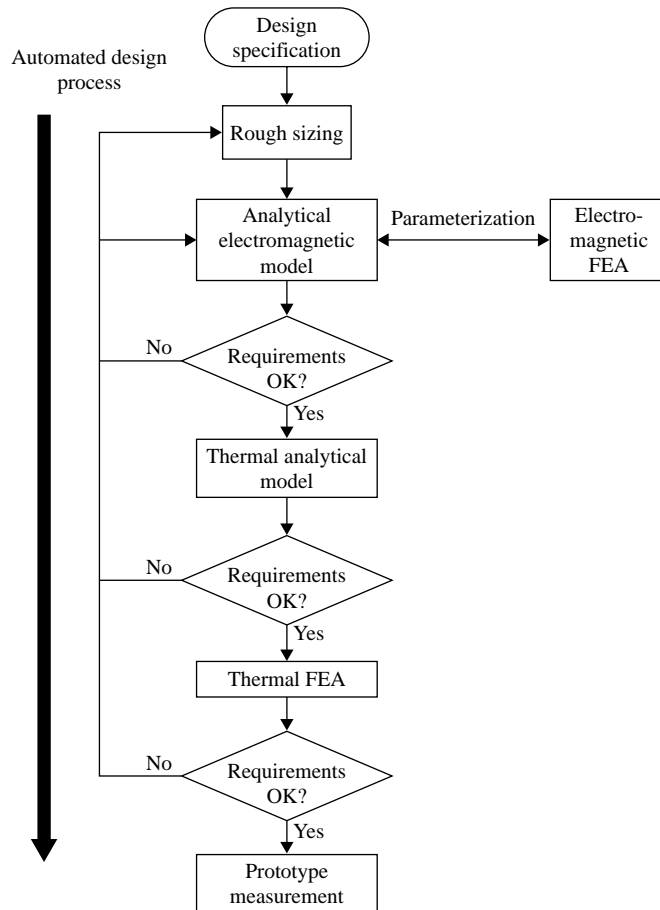 Design
specification
Automated design
process
Rough sizing
Analytical
electromagnetic
model
Parameterization
Electro-
magnetic
FEA
No
Requirements
OK?
Yes
Thermal analytical
model
No
Requirements
OK?
Yes
Thermal FEA
No
Requirements
OK?
Yes
Prototype
measurement